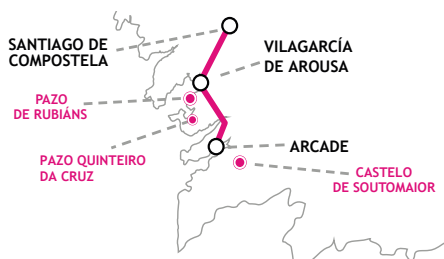 SANTIAGO DE
COMPOSTELA
VILAGARCÍA
DE AROUSA
PAZO
DE RUBIÁNS
PAZO QUINTEIRO
DA CRUZ
ARCADE
CASTELO
DE SOUTOMAIOR